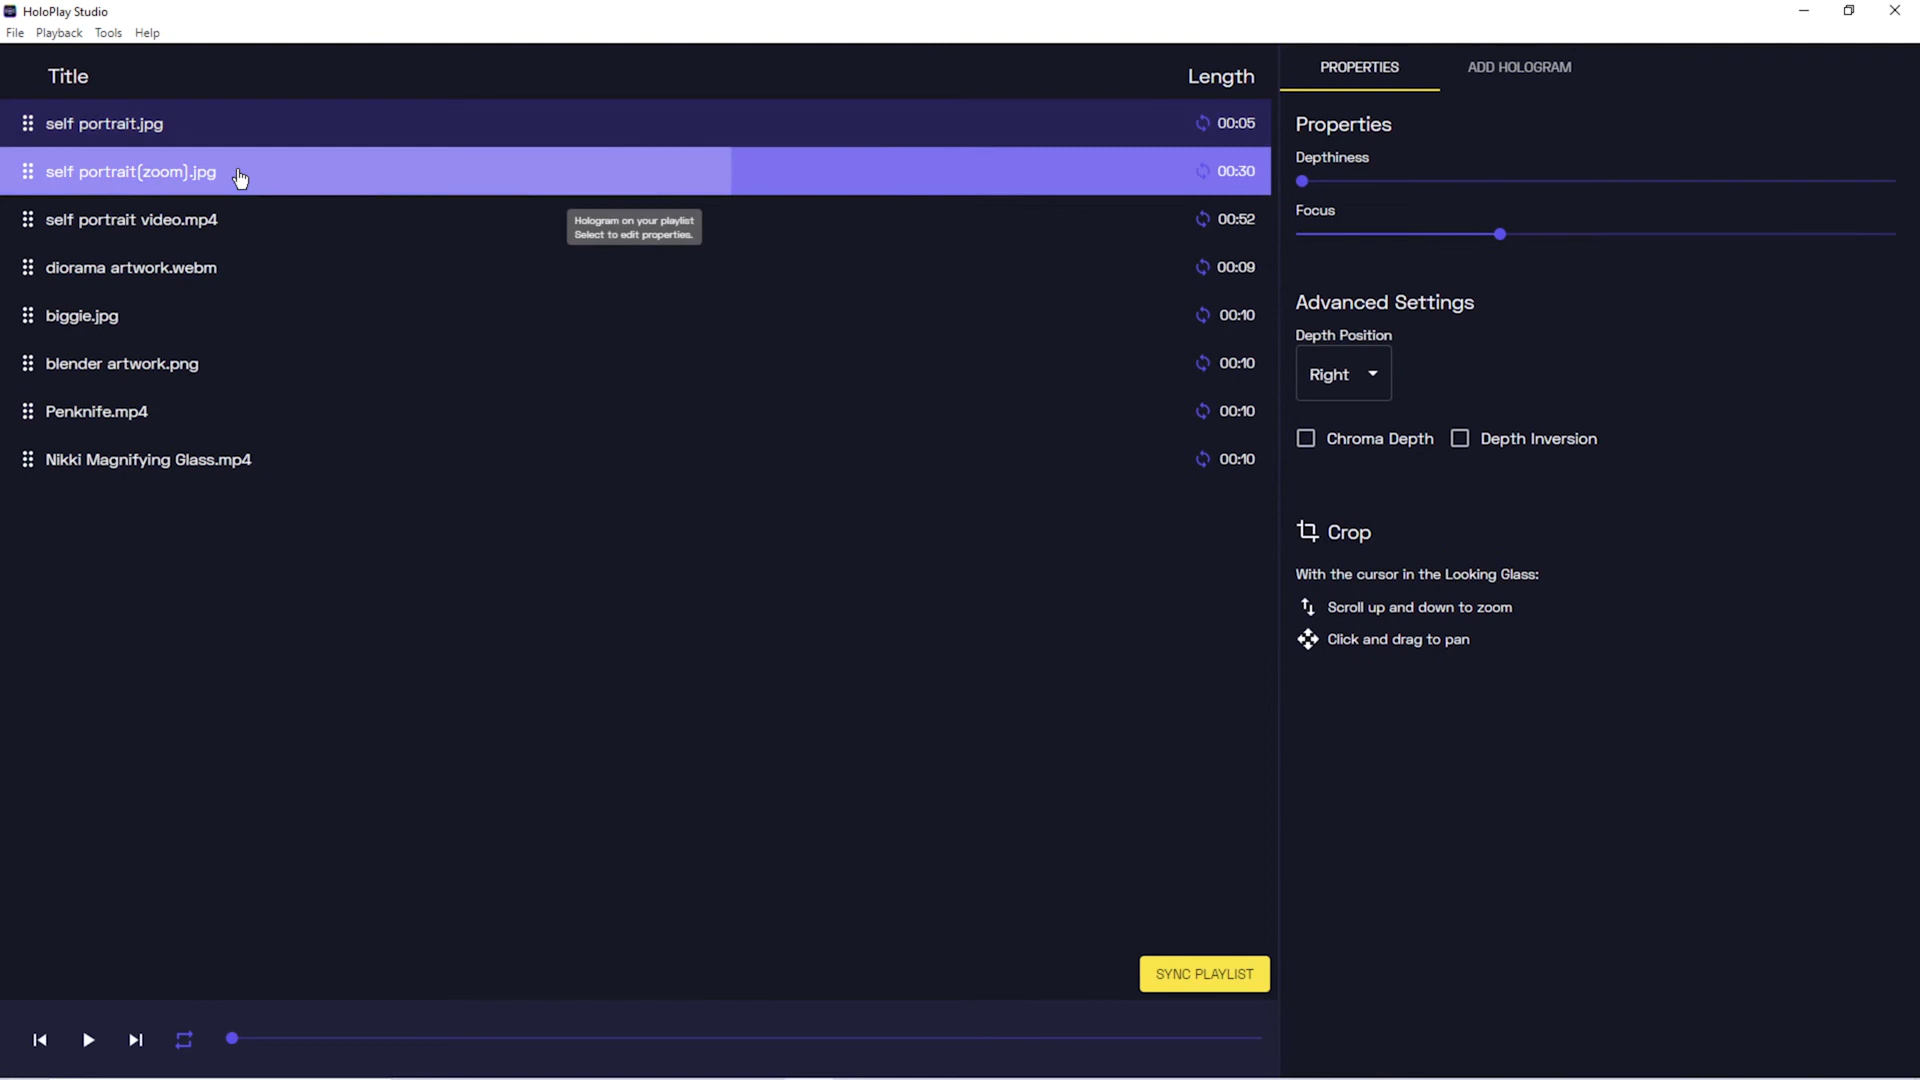 HoloPlay Studio
File Playback Tools Help
Title Length
self portrait.jpg 00:05
self portrait(zoom).jpg 00:30
self portrait video.mp4 00:52
diorama artwork.webm 00:09
biggie.jpg 00:10
blender artwork.png 00:10
Penknife.mp4 00:10
Nikki Magnifying Glass.mp4 00:10
Hologram on your playlist
Select to edit properties.
SYNC PLAYLIST
PROPERTIES ADD HOLOGRAM
Properties
Depthiness
Focus
Advanced Settings
Depth Position
Right
Chroma Depth Depth Inversion
Crop
With the cursor in the Looking Glass:
Scroll up and down to zoom
Click and drag to pan